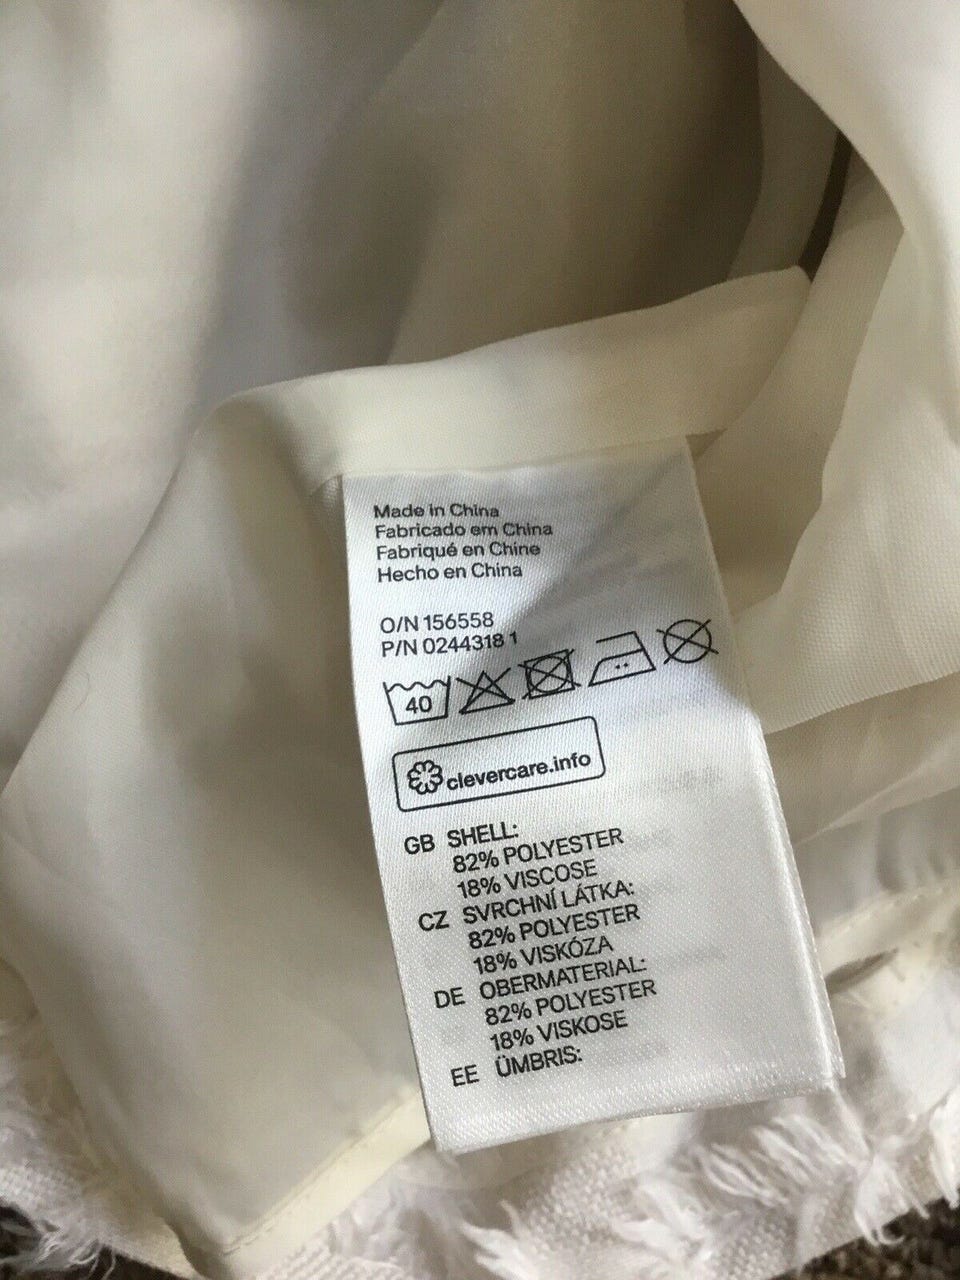 Made in China
Fabricado em China
Fabriqué en Chine
Hecho en China
O/N 156558
P/N 0244318 1
40
clevercare.info
GB SHELL:
82% POLYESTER
18% VISCOSE
CZ SVRCHNÍ LÁTKA:
82% POLYESTER
18% VISKÓZA
DE OBERMATERIAL:
82% POLYESTER
18% VISKOSE
EE ÜMBRIS: